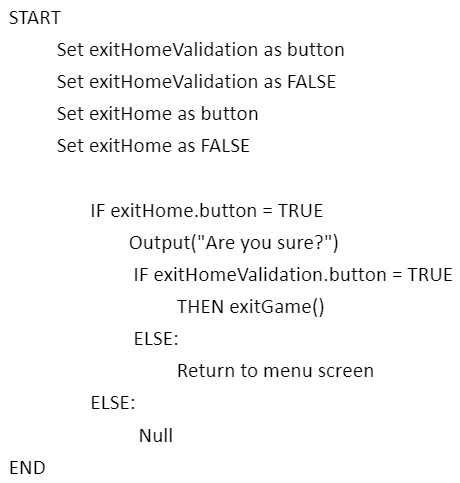 START
Set exitHomeValidation as button
Set exitHomeValidation as FALSE
Set exitHome as button
Set exitHome as FALSE
IF exitHome.button = TRUE
Output("Are you sure?")
IF exitHomeValidation.button = TRUE
THEN exitGame()
ELSE:
Return to menu screen
ELSE:
Null
END